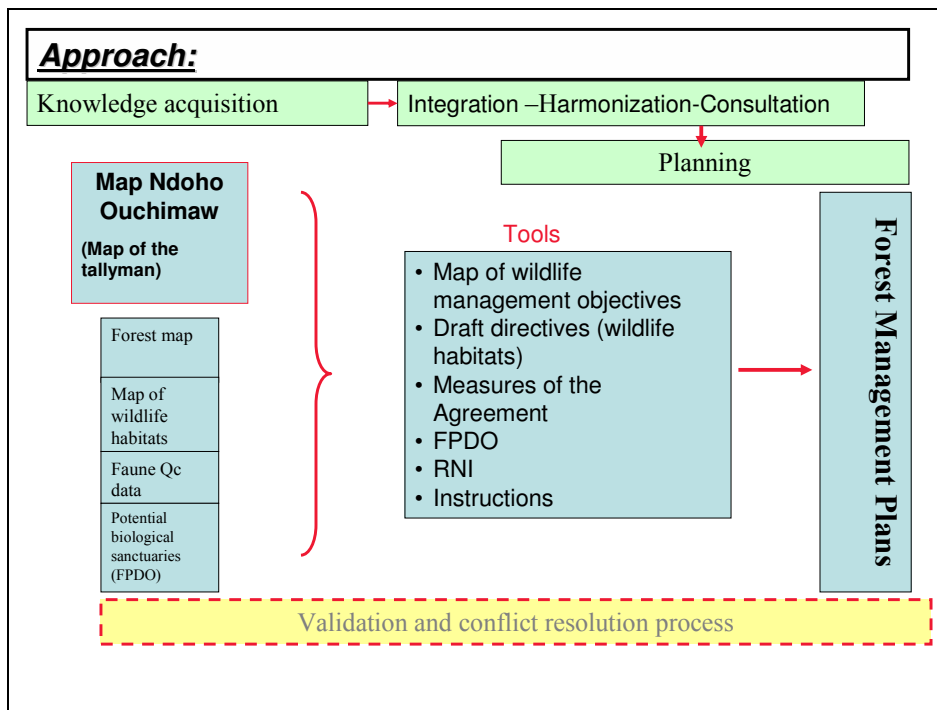 Approach:
Knowledge acquisition
Integration –Harmonization-Consultation
Planning
Map Ndoho
Ouchimaw
(Map of the
tallyman)
Forest map
Map of
wildlife
habitats
Faune Qc
data
Potential
biological
sanctuaries
(FPDO)
Tools
• Map of wildlife
management objectives
• Draft directives (wildlife
habitats)
• Measures of the
Agreement
• FPDO
• RNI
• Instructions
Forest Management Plans
Validation and conflict resolution process